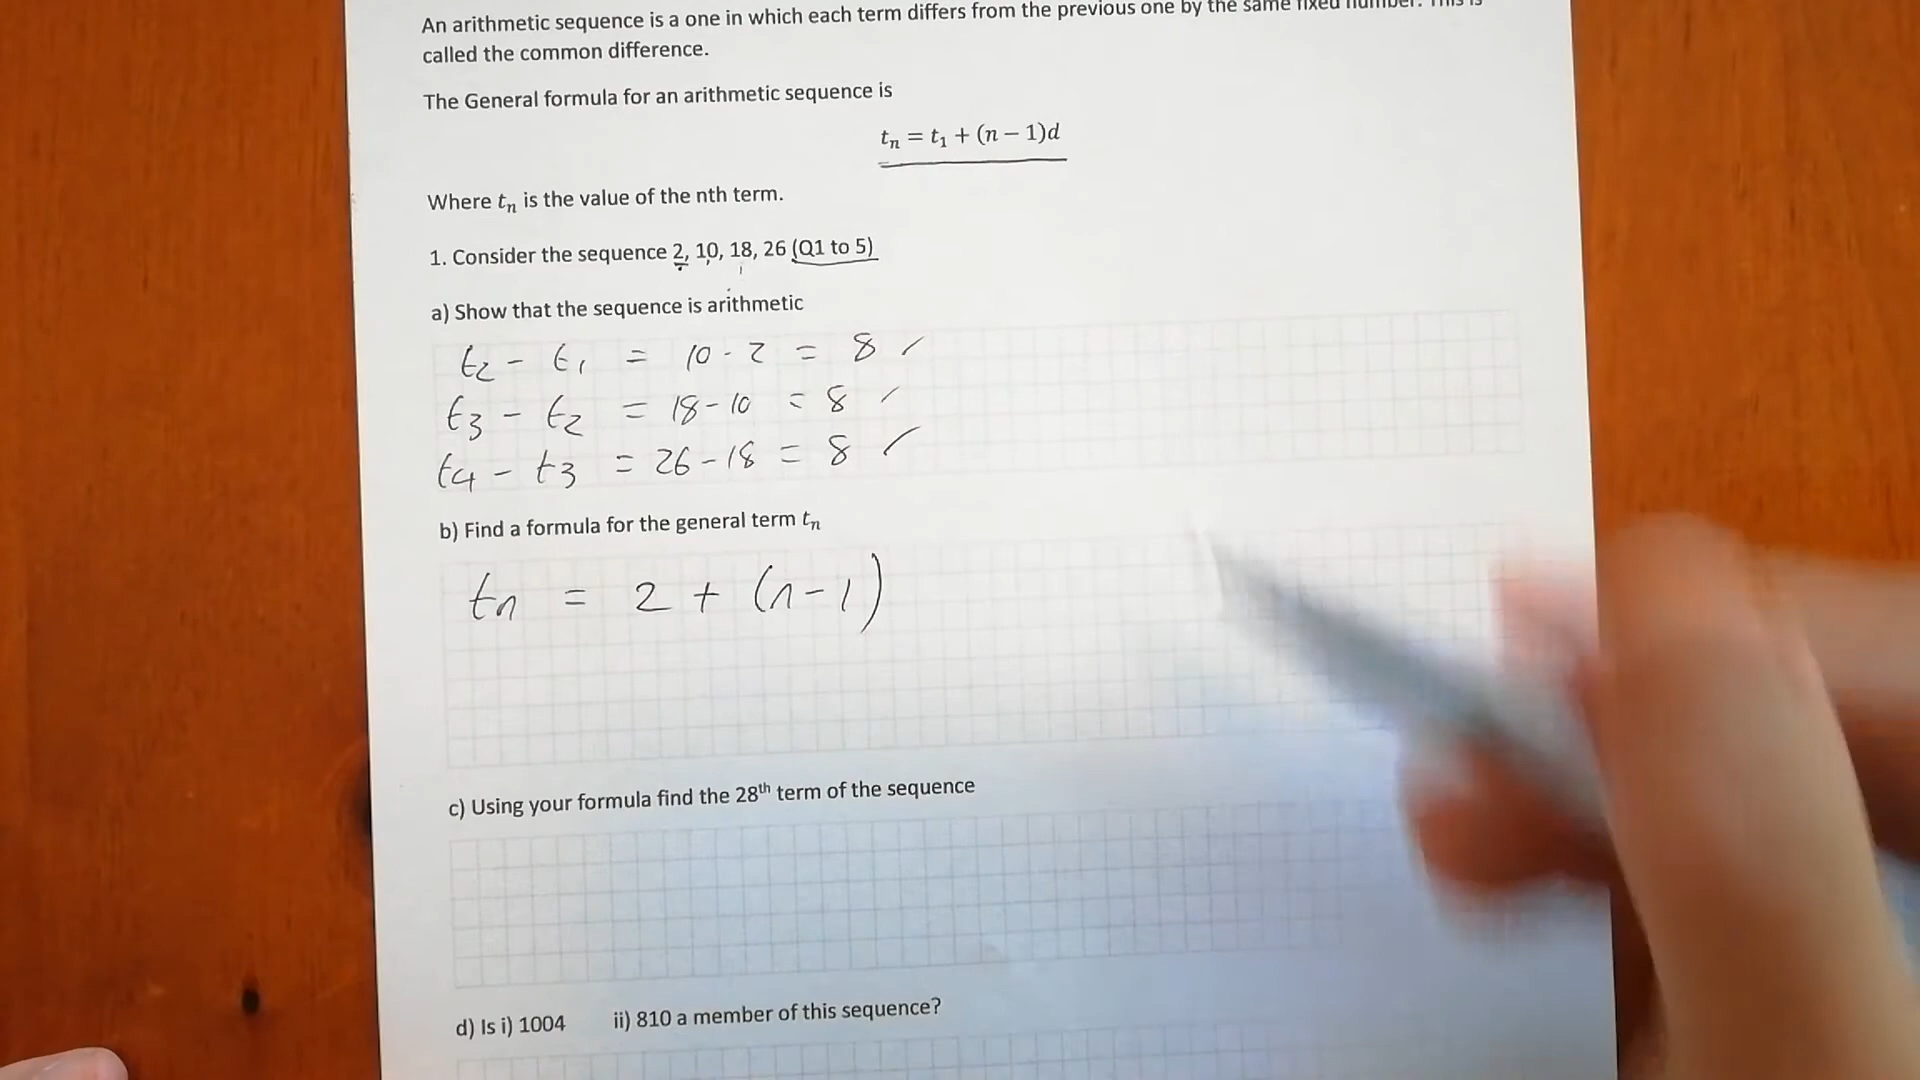 An arithmetic sequence is a one in which each term differs from the previous one by the same fixed number. This is
called the common difference.
The General formula for an arithmetic sequence is
tₙ = t₁ + (n − 1)d
Where tₙ is the value of the nth term.
1. Consider the sequence 2, 10, 18, 26 (Q1 to 5)
a) Show that the sequence is arithmetic
t₂ - t₁ = 10 - 2 = 8 ✓
t₃ - t₂ = 18 - 10 = 8 ✓
t₄ - t₃ = 26 - 18 = 8 ✓
b) Find a formula for the general term tₙ
tₙ = 2 + (n - 1)
c) Using your formula find the 28ᵗʰ term of the sequence
d) Is i) 1004 ii) 810 a member of this sequence?